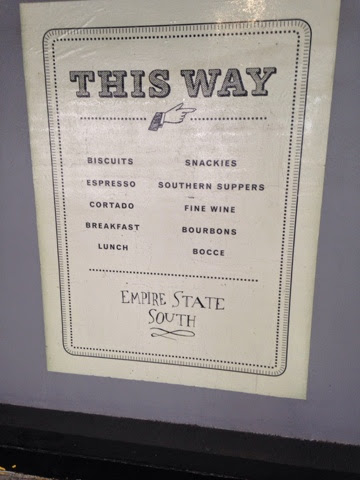 THIS WAY
BISCUITS
ESPRESSO
CORTADO
BREAKFAST
LUNCH
SNACKIES
SOUTHERN SUPPERS
FINE WINE
BOURBONS
BOCCE
EMPIRE STATE
SOUTH